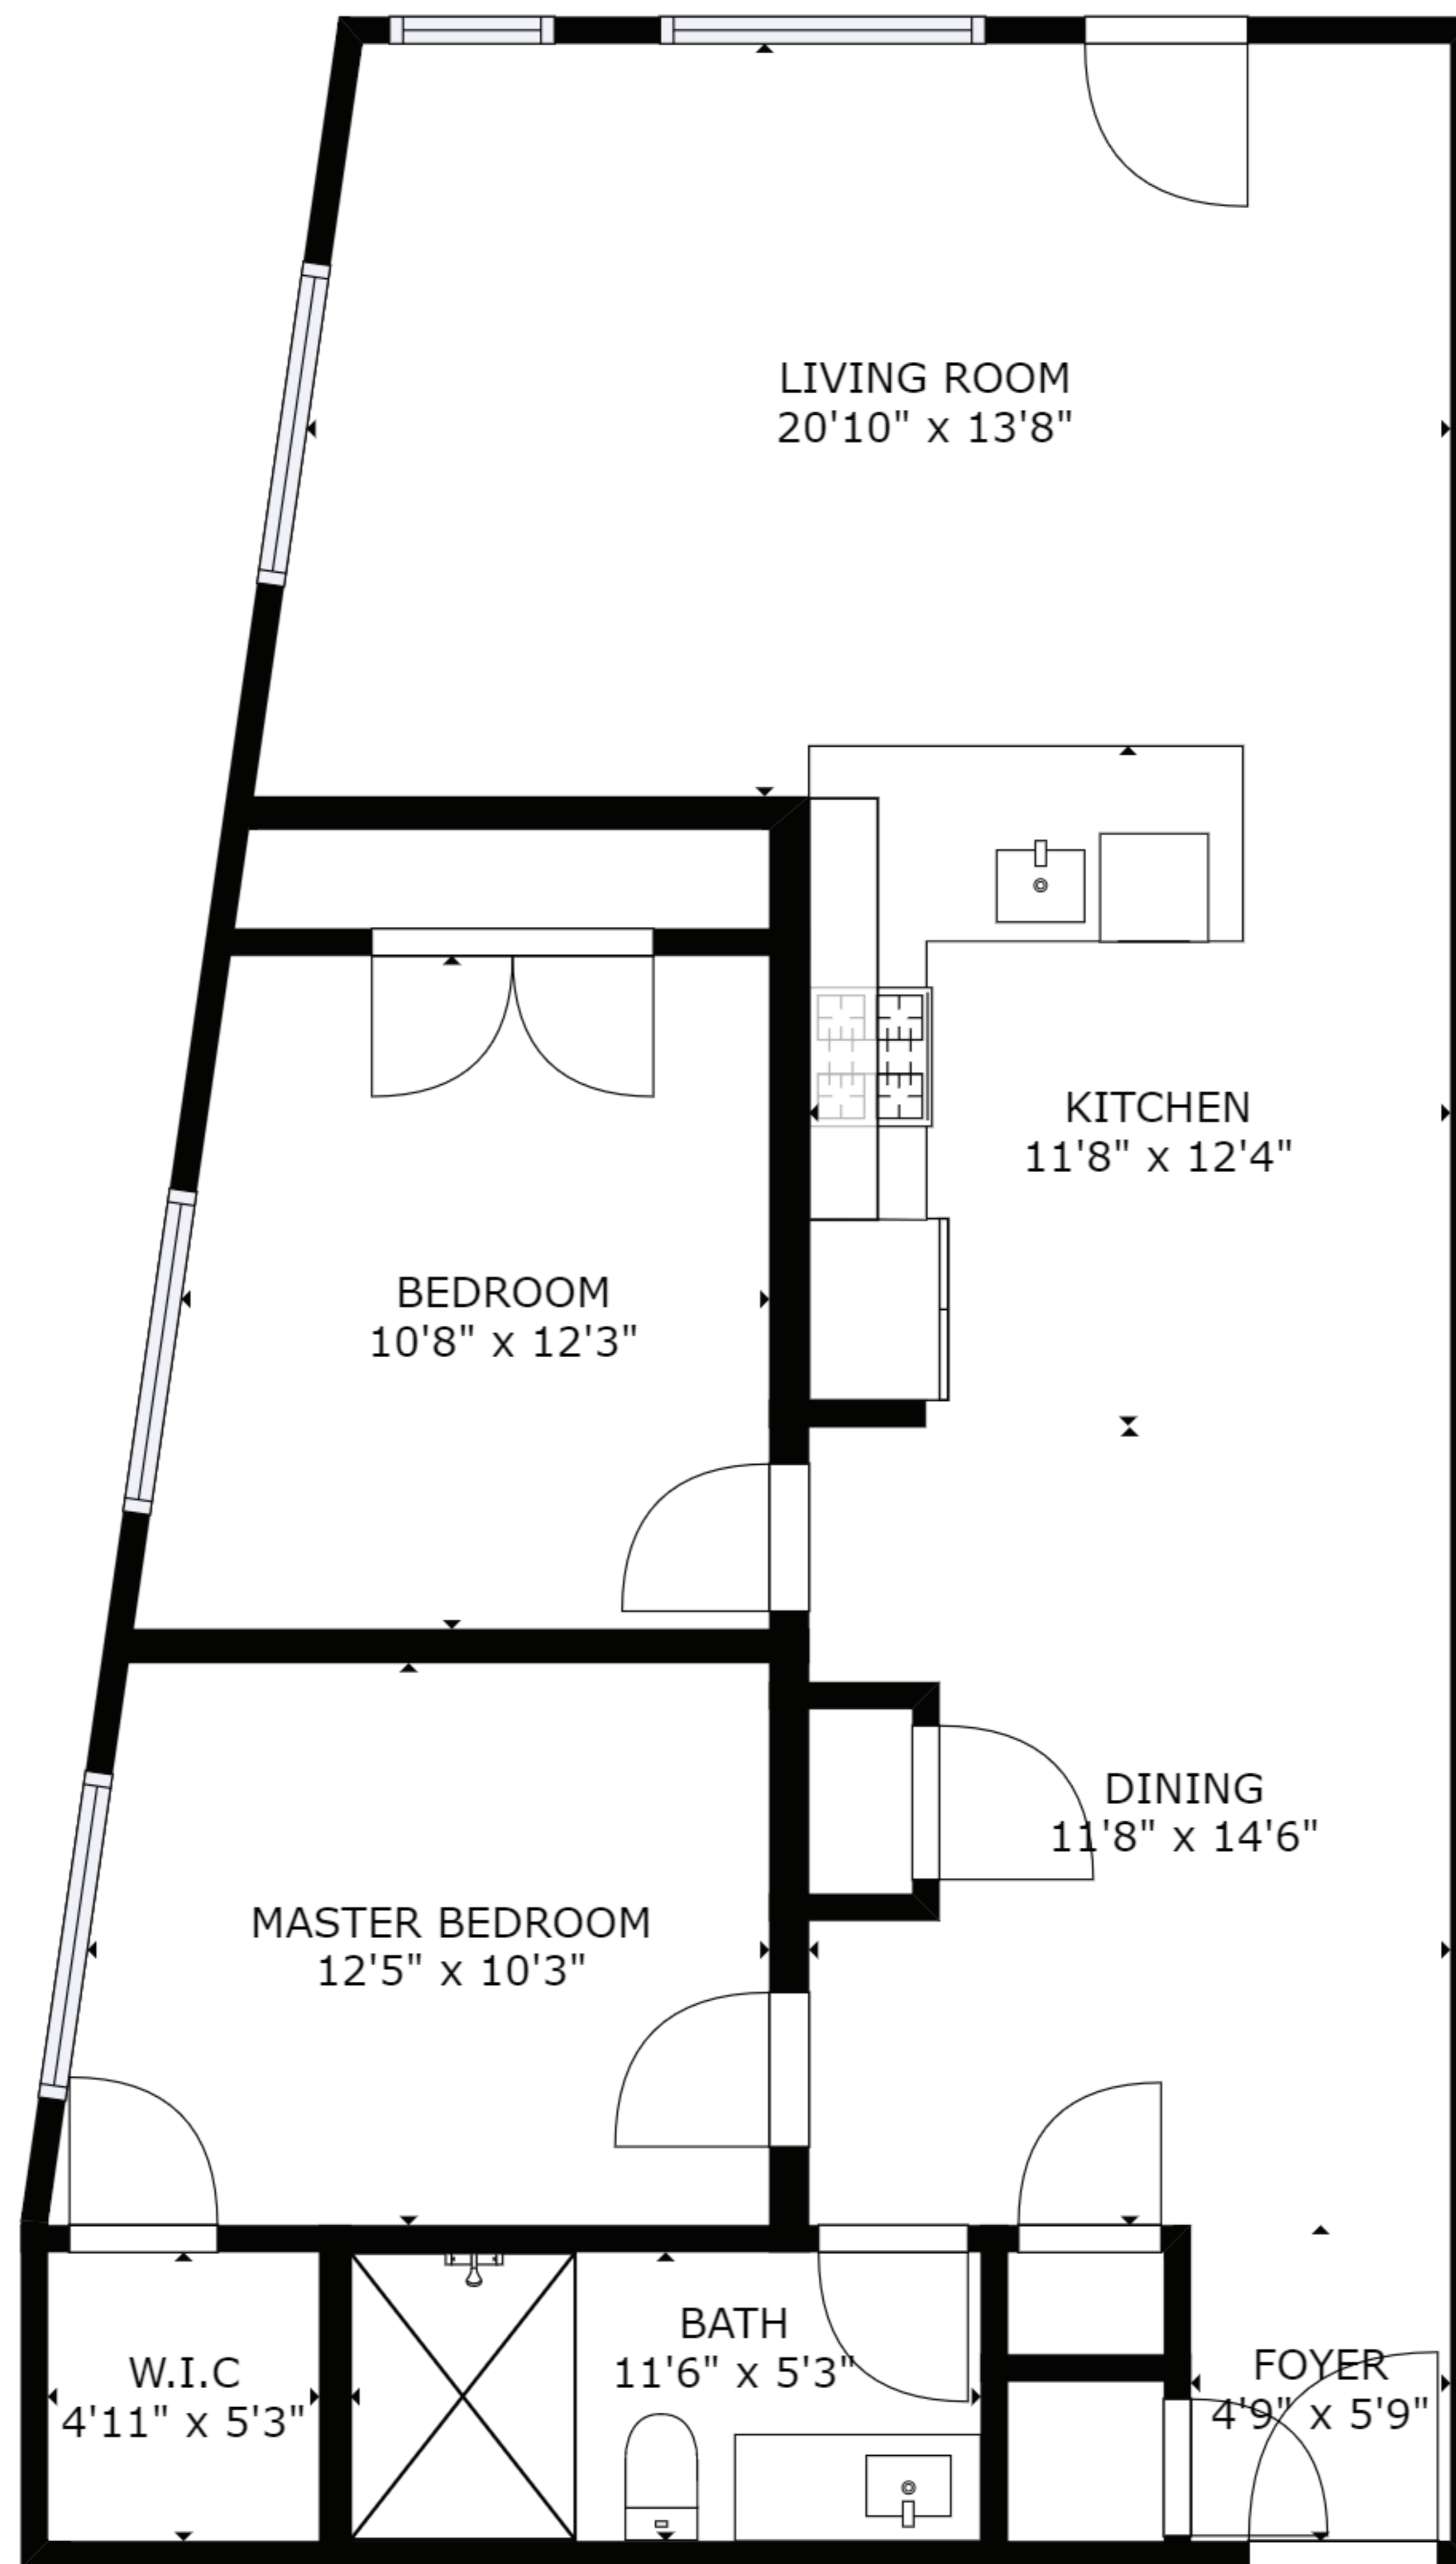 LIVING ROOM
20'10" x 13'8"
KITCHEN
11'8" x 12'4"
BEDROOM
10'8" x 12'3"
DINING
11'8" x 14'6"
MASTER BEDROOM
12'5" x 10'3"
BATH
11'6" x 5'3"
W.I.C
4'11" x 5'3"
FOYER
4'9" x 5'9"